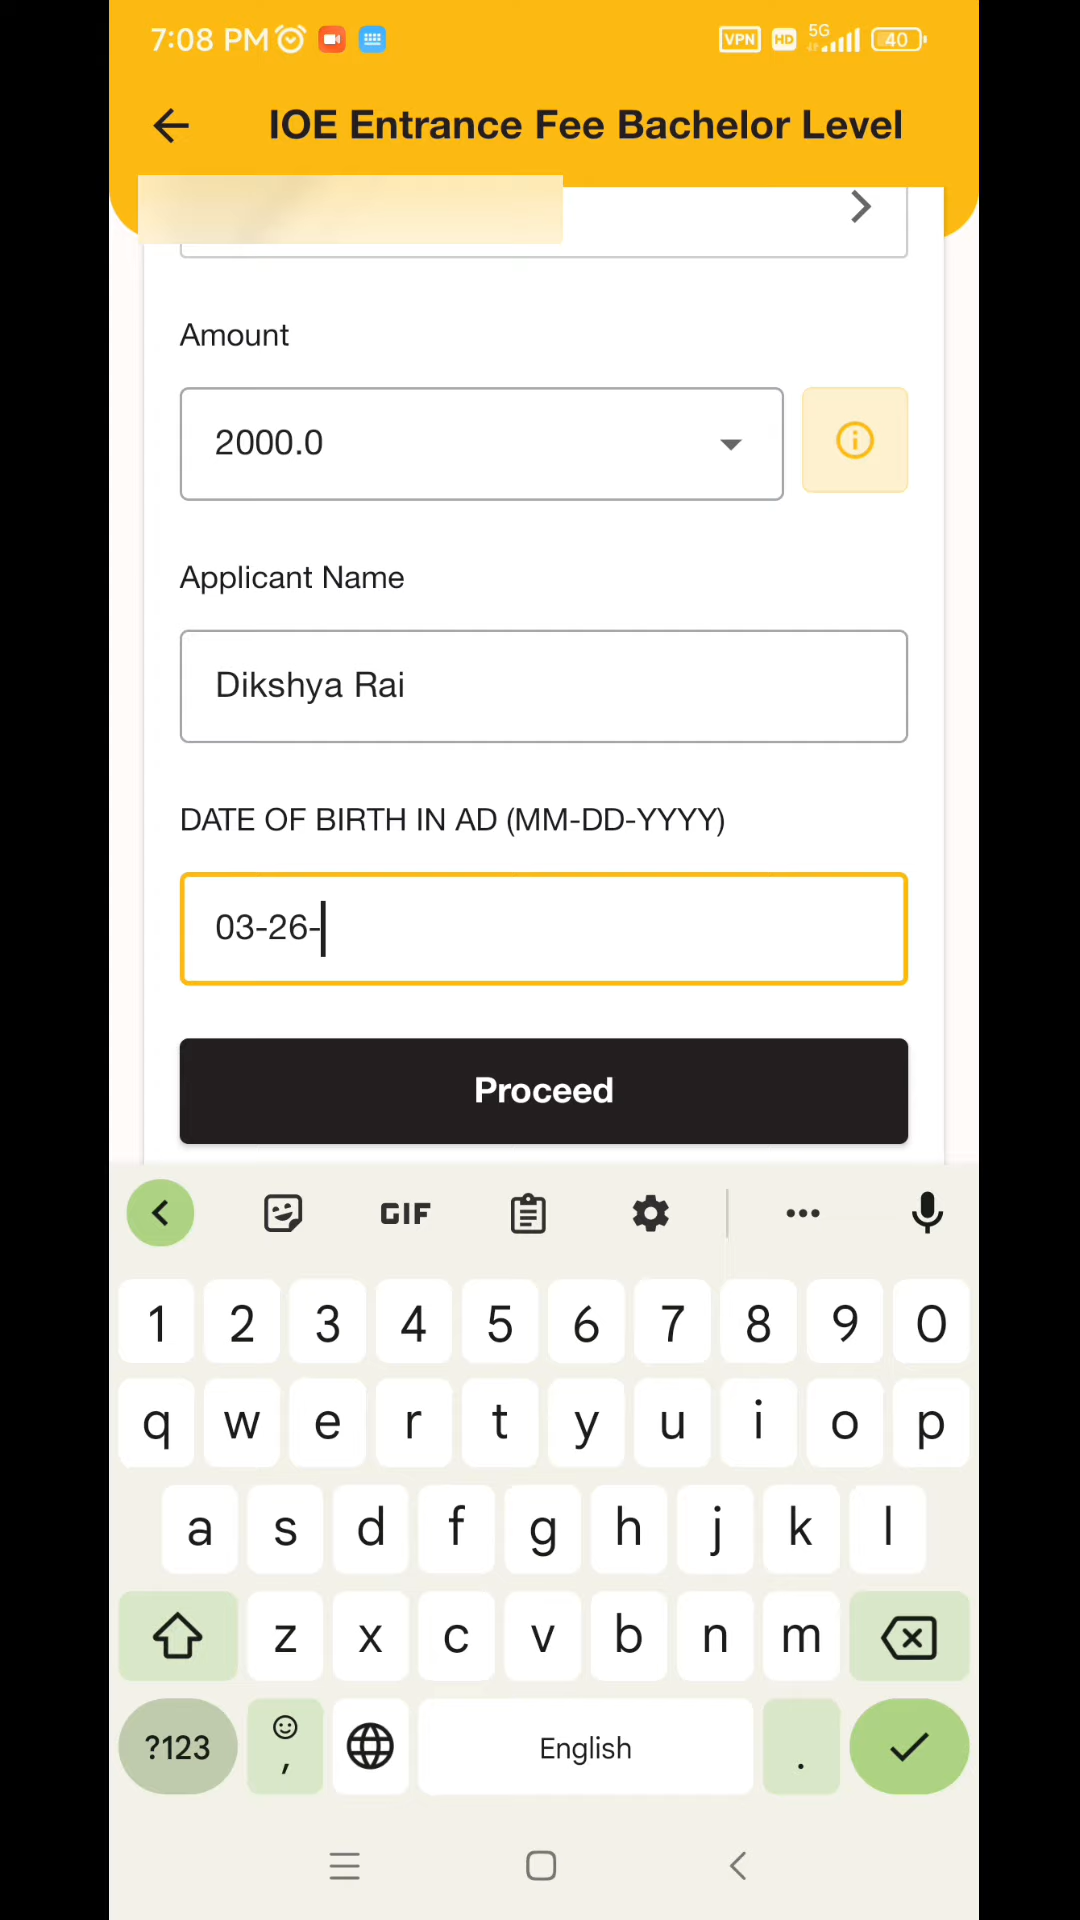 7:08 PM VPN HD 5G 40
IOE Entrance Fee Bachelor Level
Amount
2000.0
Applicant Name
Dikshya Rai
DATE OF BIRTH IN AD (MM-DD-YYYY)
03-26-
Proceed
GIF
1 2 3 4 5 6 7 8 9 0
q w e r t y u i o p
a s d f g h j k l
z x c v b n m
?123 , English .